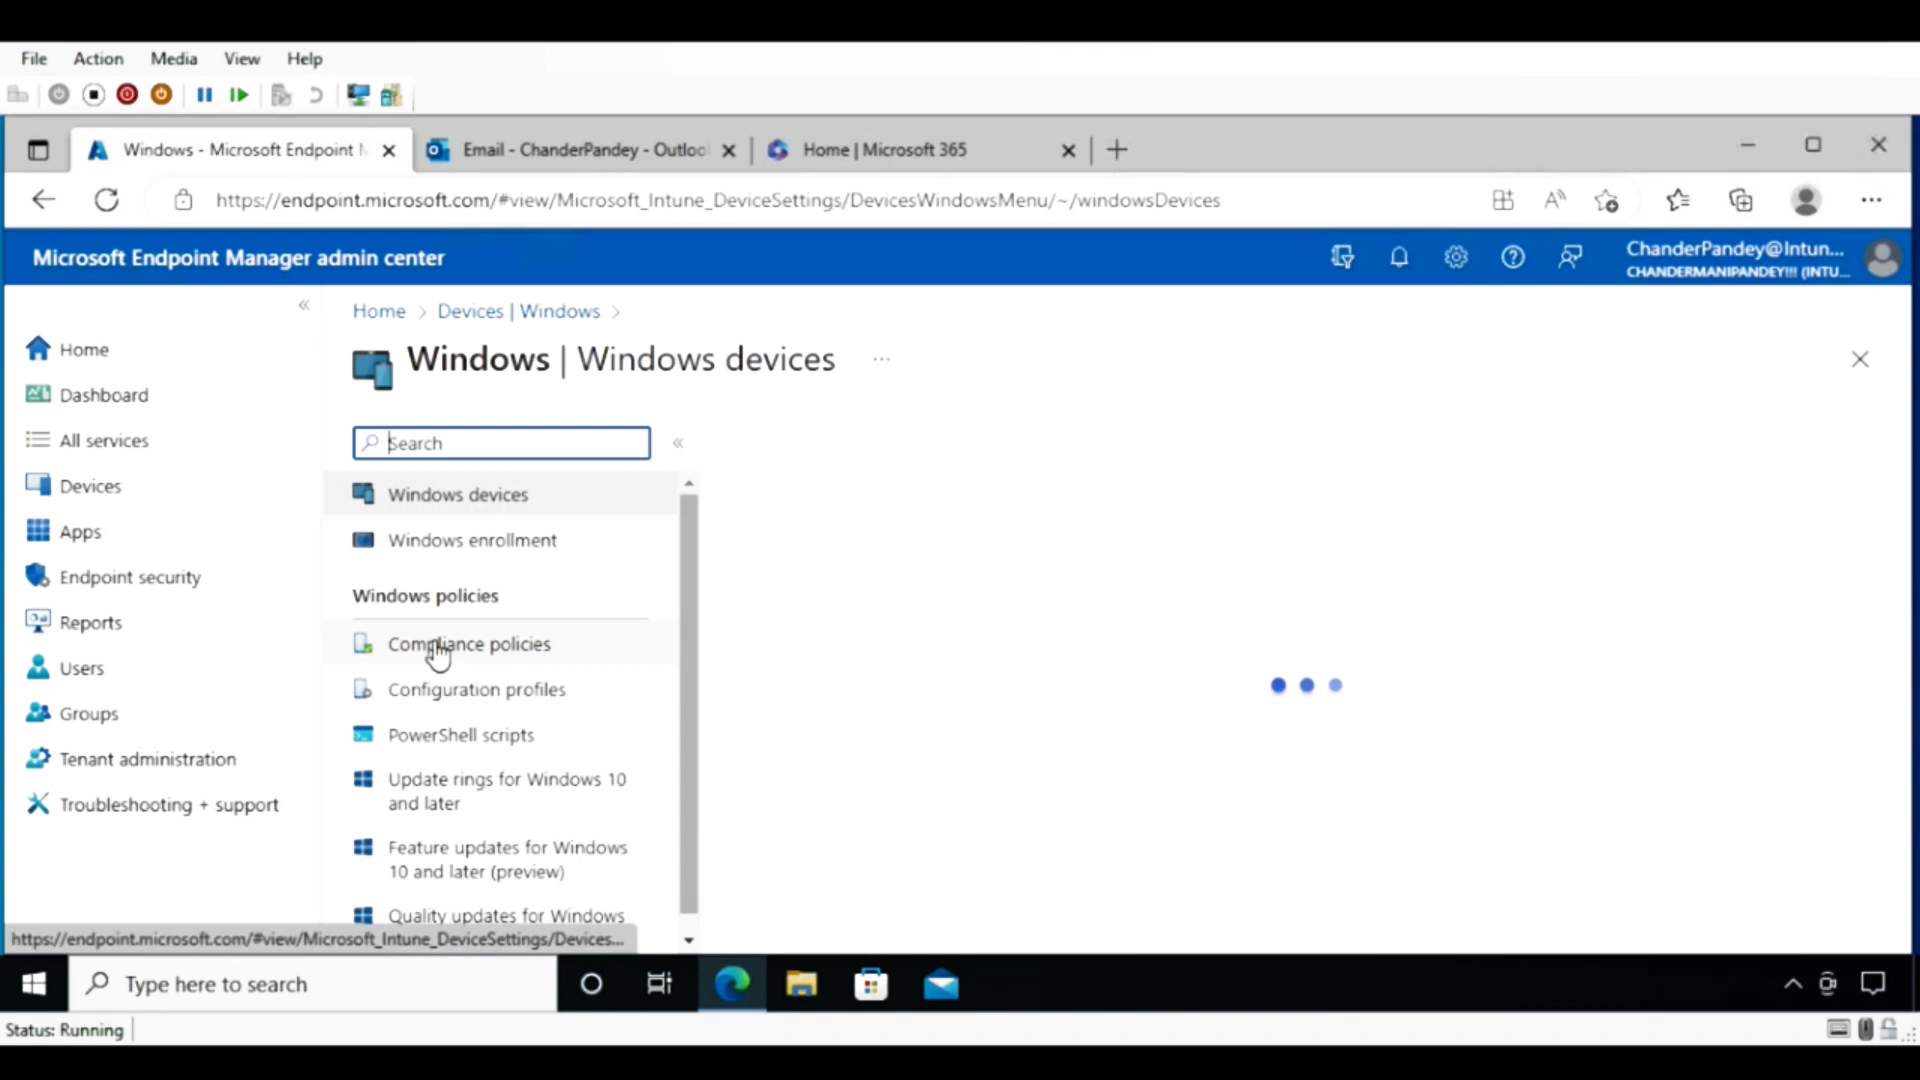 File Action Media View Help
Windows - Microsoft Endpoint M
Email - ChanderPandey - Outloo
Home | Microsoft 365
https://endpoint.microsoft.com/#view/Microsoft_Intune_DeviceSettings/DevicesWindowsMenu/~/windowsDevices
Microsoft Endpoint Manager admin center
ChanderPandey@Intun...
CHANDERMANIPANDEY!!! (INTU...
Home
Dashboard
All services
Devices
Apps
Endpoint security
Reports
Users
Groups
Tenant administration
Troubleshooting + support
Home > Devices | Windows >
Windows | Windows devices
...
Search
Windows devices
Windows enrollment
Windows policies
Compliance policies
Configuration profiles
PowerShell scripts
Update rings for Windows 10
and later
Feature updates for Windows
10 and later (preview)
Quality updates for Windows
https://endpoint.microsoft.com/#view/Microsoft_Intune_DeviceSettings/Devices...
Type here to search
Status: Running